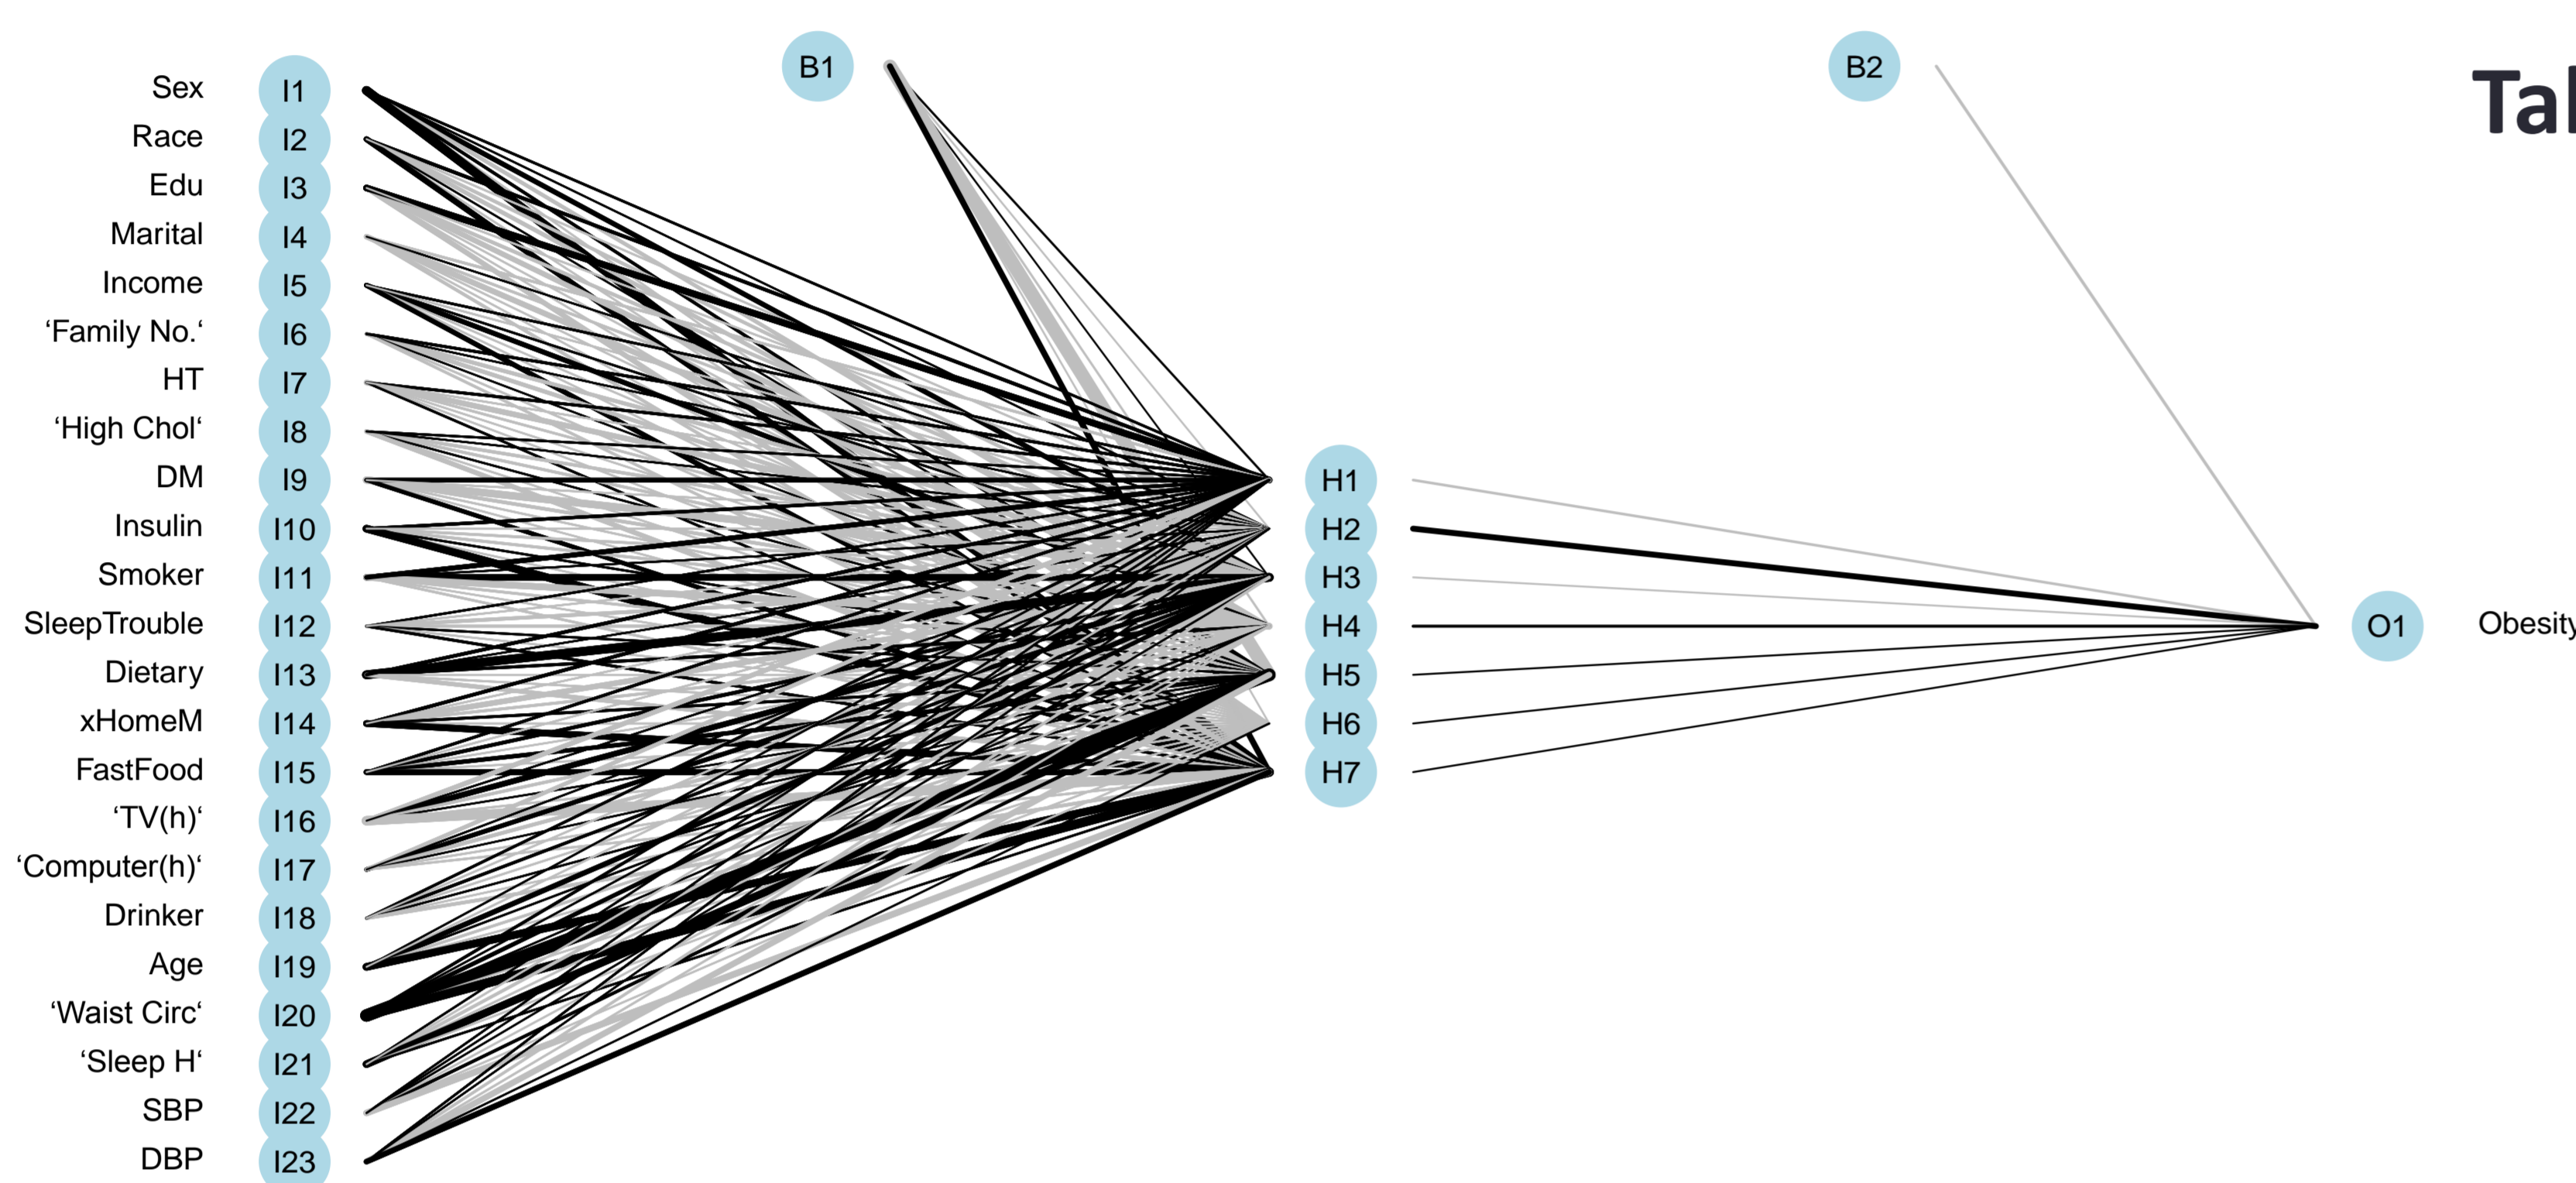 B1
B2
Tal
Sex I1
Race I2
Edu I3
Marital I4
Income I5
‘Family No.‘ I6
HT I7
‘High Chol‘ I8
DM I9 H1
Insulin I10 H2
Smoker I11 H3
SleepTrouble I12 H4 O1 Obesity
Dietary I13 H5
xHomeM I14 H6
FastFood I15 H7
‘TV(h)‘ I16
‘Computer(h)‘ I17
Drinker I18
Age I19
‘Waist Circ‘ I20
‘Sleep H‘ I21
SBP I22
DBP I23